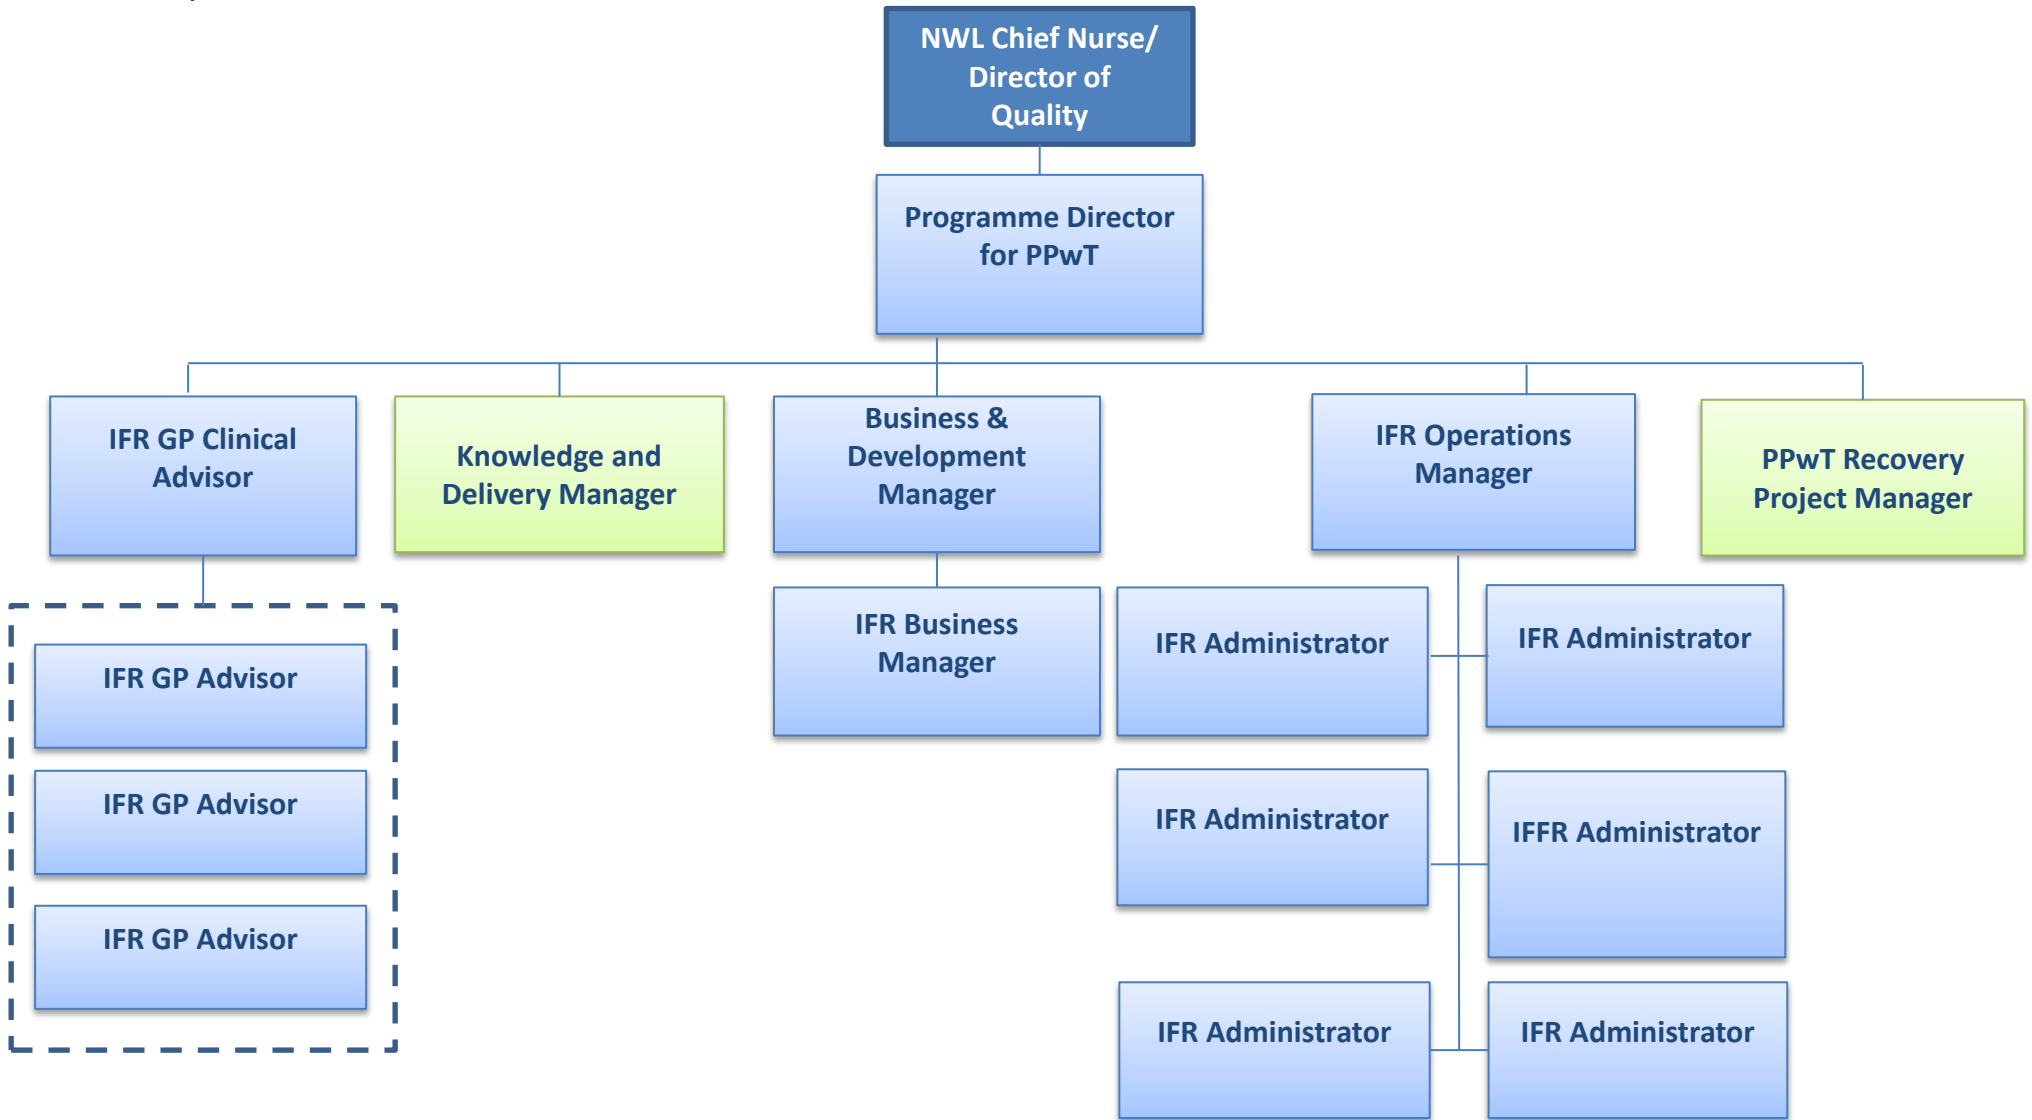 NWL Chief Nurse/
Director of
Quality
Programme Director
for PPwT
IFR GP Clinical
Advisor
Knowledge and
Delivery Manager
Business &
Development
Manager
IFR Operations
Manager
PPwT Recovery
Project Manager
IFR GP Advisor
IFR GP Advisor
IFR GP Advisor
IFR Business
Manager
IFR Administrator
IFR Administrator
IFR Administrator
IFFR Administrator
IFR Administrator
IFR Administrator